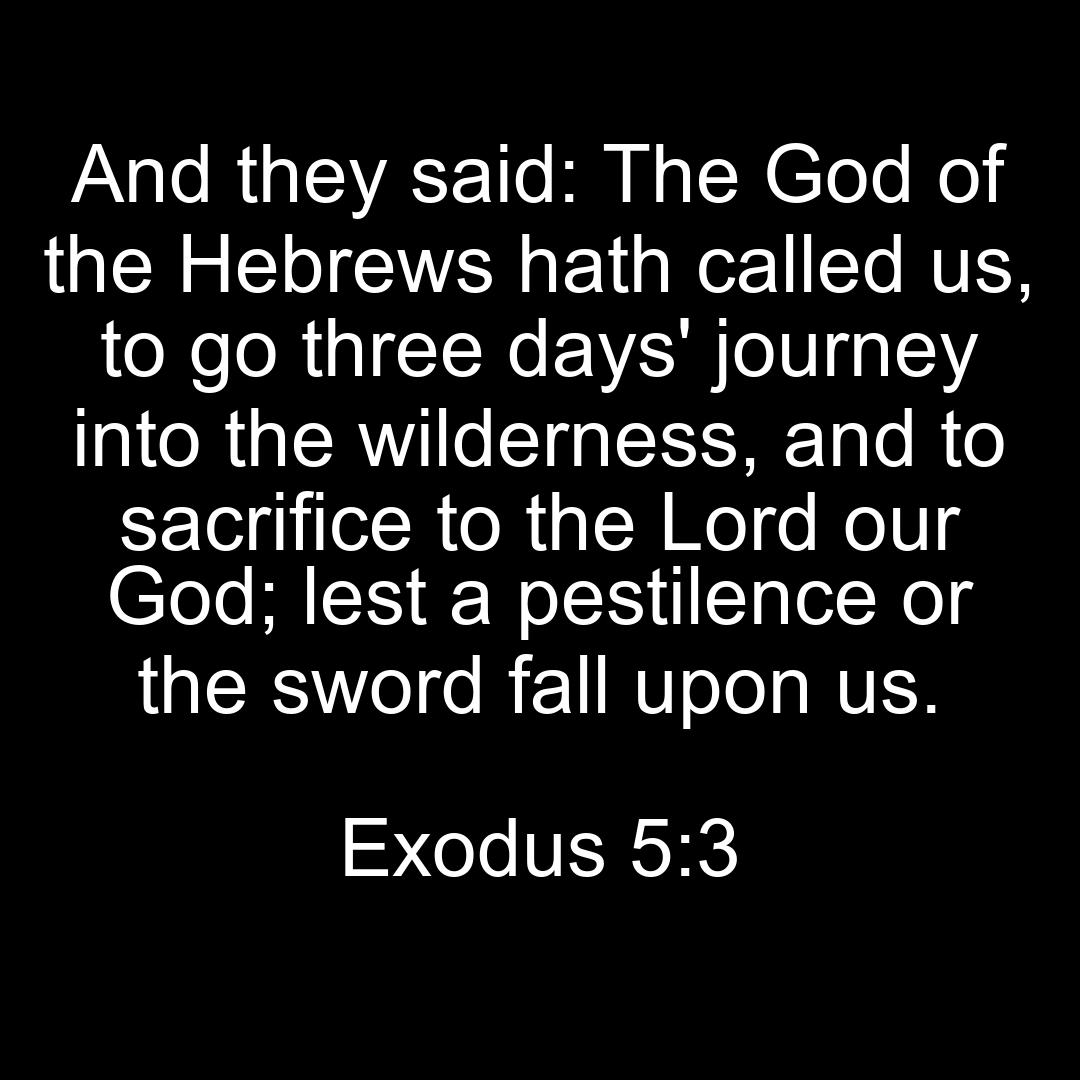 And they said: The God of
the Hebrews hath called us,
to go three days' journey
into the wilderness, and to
sacrifice to the Lord our
God; lest a pestilence or
the sword fall upon us.
Exodus 5:3